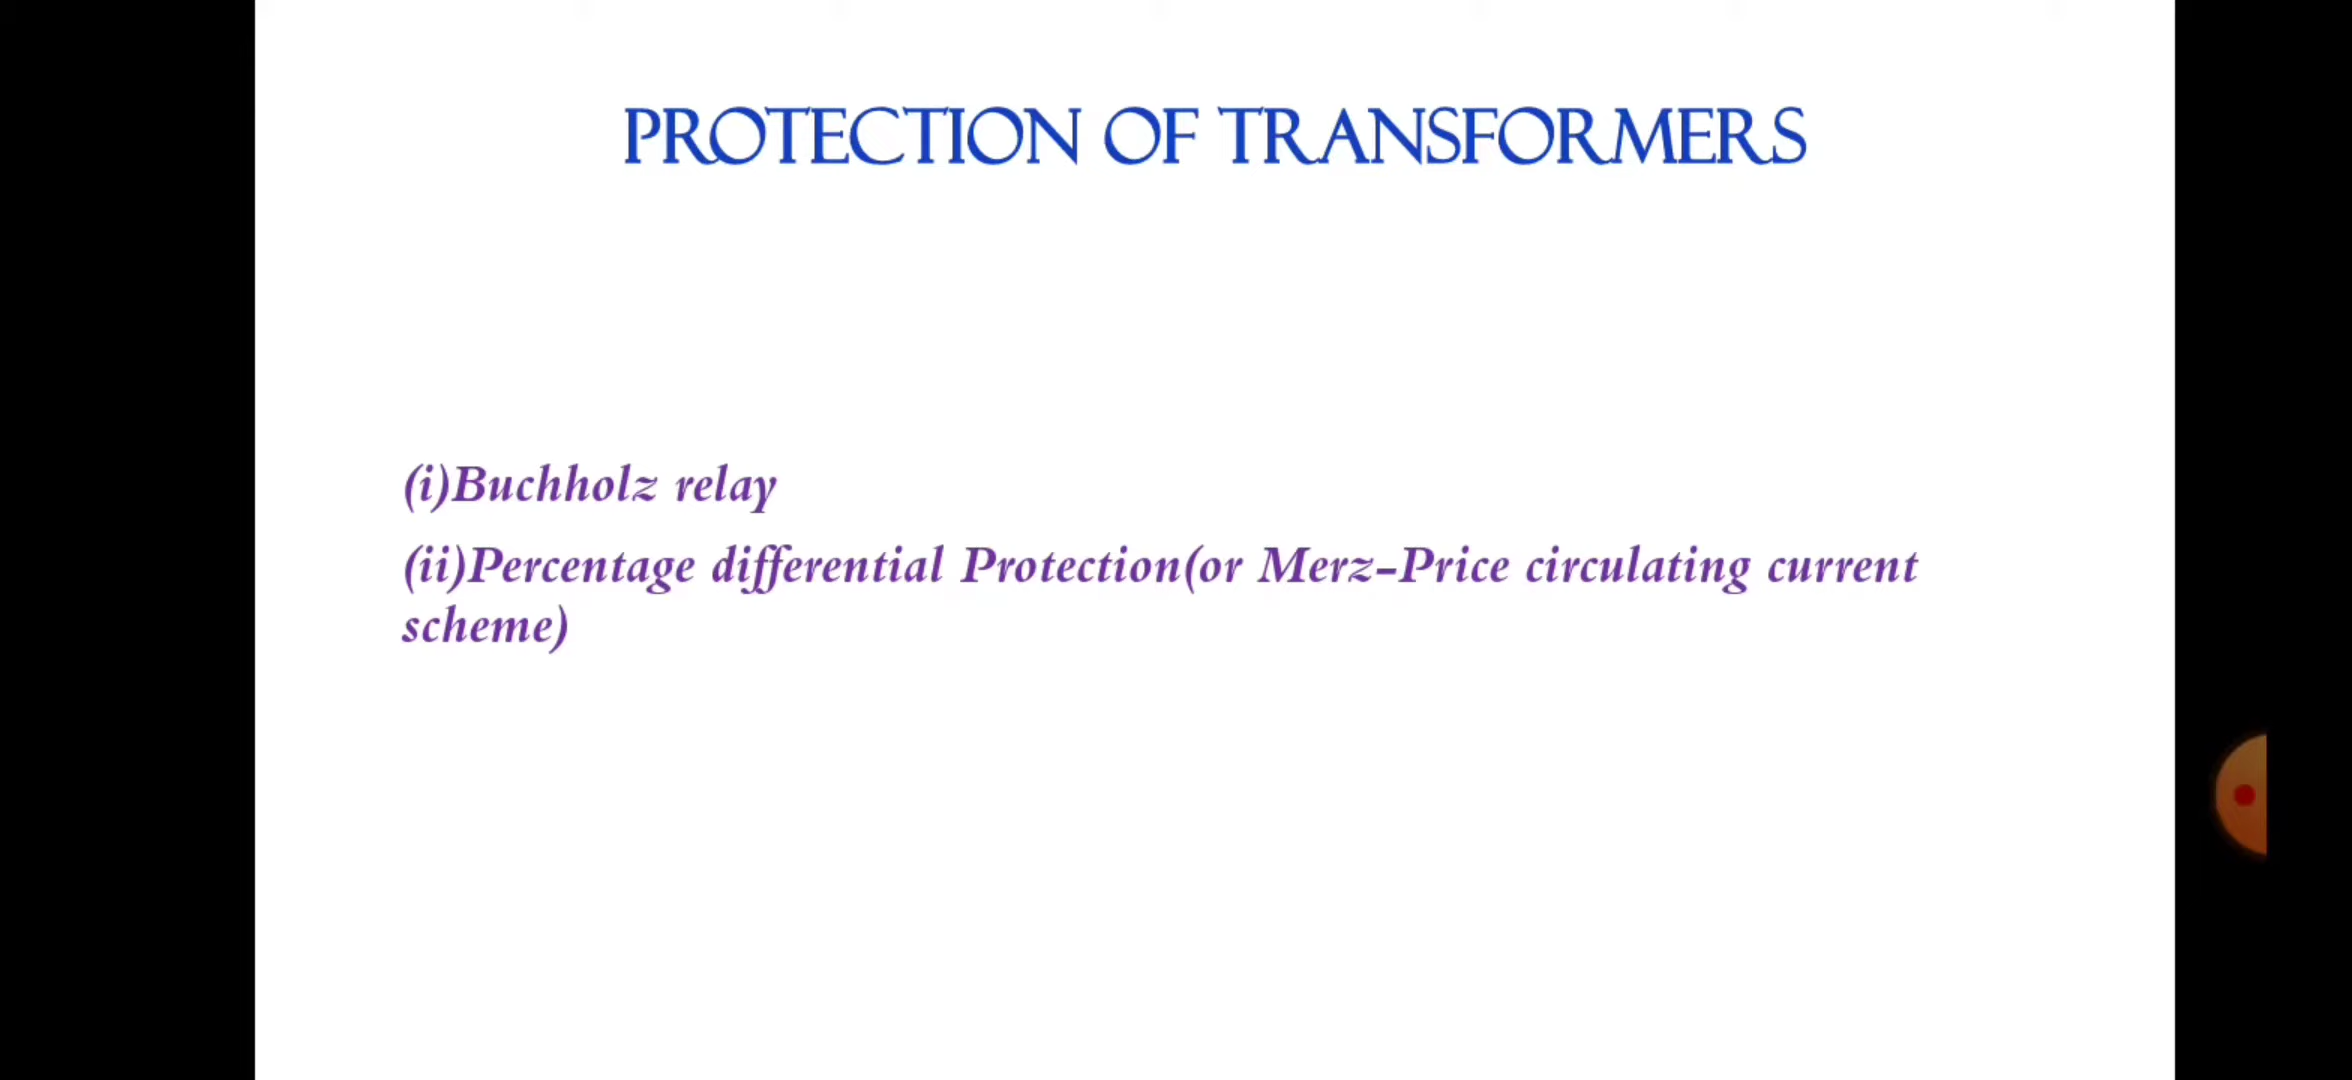 PROTECTION OF TRANSFORMERS
(i)Buchholz relay
(ii)Percentage differential Protection(or Merz-Price circulating current
scheme)